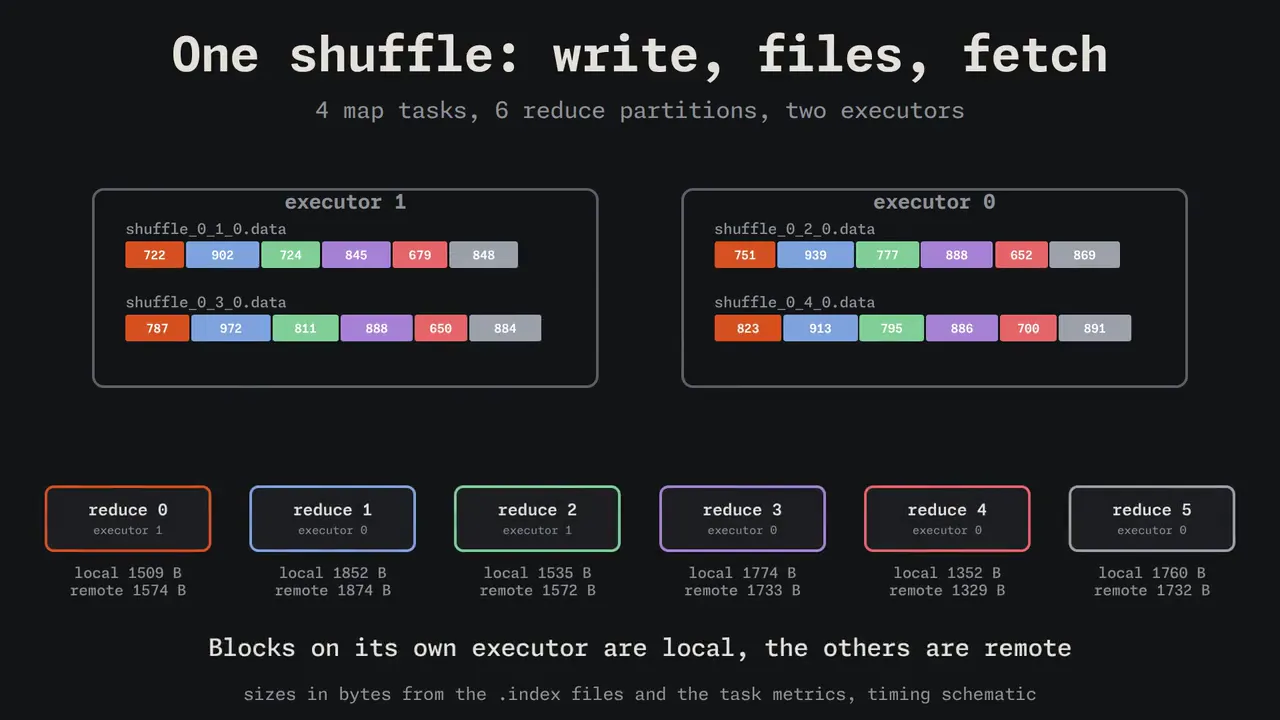 One shuffle: write, files, fetch
4 map tasks, 6 reduce partitions, two executors
executor 1
shuffle_0_1_0.data
722 902 724 845 679 848
shuffle_0_3_0.data
787 972 811 888 650 884
executor 0
shuffle_0_2_0.data
751 939 777 888 652 869
shuffle_0_4_0.data
823 913 795 886 700 891
reduce 0
executor 1
local 1509 B
remote 1574 B
reduce 1
executor 0
local 1852 B
remote 1874 B
reduce 2
executor 1
local 1535 B
remote 1572 B
reduce 3
executor 0
local 1774 B
remote 1733 B
reduce 4
executor 0
local 1352 B
remote 1329 B
reduce 5
executor 0
local 1760 B
remote 1732 B
Blocks on its own executor are local, the others are remote
sizes in bytes from the .index files and the task metrics, timing schematic